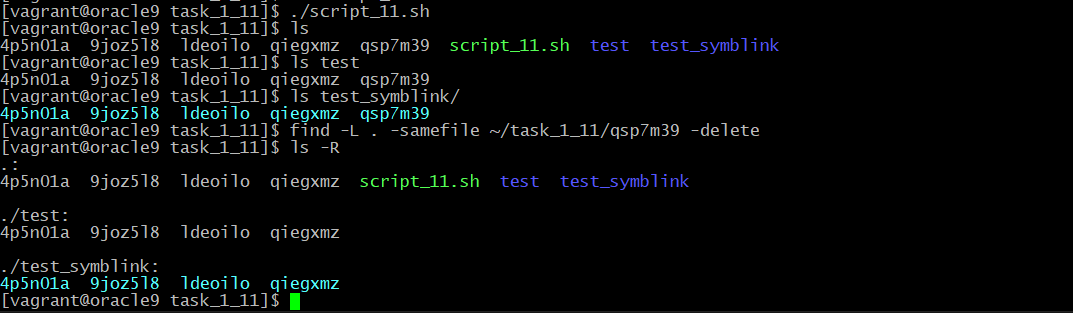 [vagrant@oracle9 task_1_11]$ ./script_11.sh
[vagrant@oracle9 task_1_11]$ ls
4p5n01a  9joz5l8  ldeoilo  qiegxmz  qsp7m39  script_11.sh  test  test_symblink
[vagrant@oracle9 task_1_11]$ ls test
4p5n01a  9joz5l8  ldeoilo  qiegxmz  qsp7m39
[vagrant@oracle9 task_1_11]$ ls test_symblink/
4p5n01a  9joz5l8  ldeoilo  qiegxmz  qsp7m39
[vagrant@oracle9 task_1_11]$ find -L . -samefile ~/task_1_11/qsp7m39 -delete
[vagrant@oracle9 task_1_11]$ ls -R
.:
4p5n01a  9joz5l8  ldeoilo  qiegxmz  script_11.sh  test  test_symblink
./test:
4p5n01a  9joz5l8  ldeoilo  qiegxmz
./test_symblink:
4p5n01a  9joz5l8  ldeoilo  qiegxmz
[vagrant@oracle9 task_1_11]$